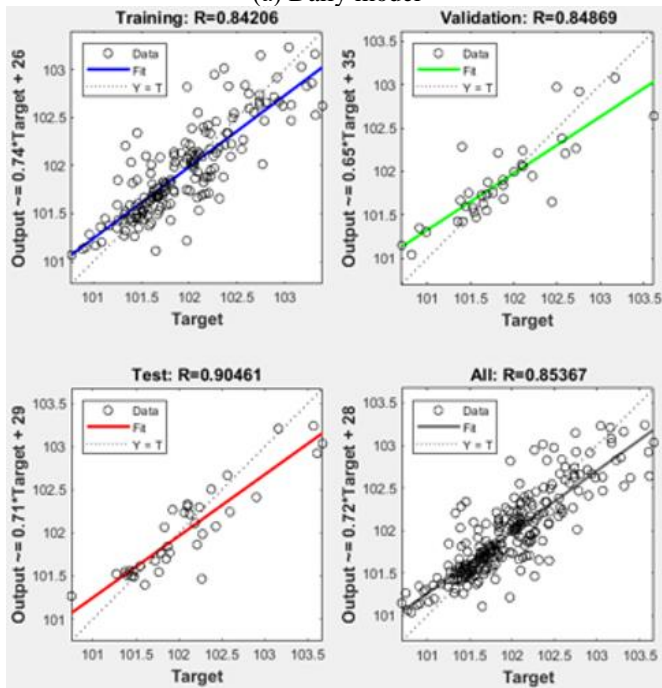 (a) Daily model
Training: R=0.84206
Output ~= 0.74*Target + 26
103
102.5
102
101.5
101
Data
Fit
Y = T
101 101.5 102 102.5 103
Target
Validation: R=0.84869
Output ~= 0.65*Target + 35
103.5
103
102.5
102
101.5
101
Data
Fit
Y = T
101 101.5 102 102.5 103 103.5
Target
Test: R=0.90461
Output ~= 0.71*Target + 29
103.5
103
102.5
102
101.5
101
Data
Fit
Y = T
101 101.5 102 102.5 103 103.5
Target
All: R=0.85367
Output ~= 0.72*Target + 28
103.5
103
102.5
102
101.5
101
Data
Fit
Y = T
101 101.5 102 102.5 103 103.5
Target